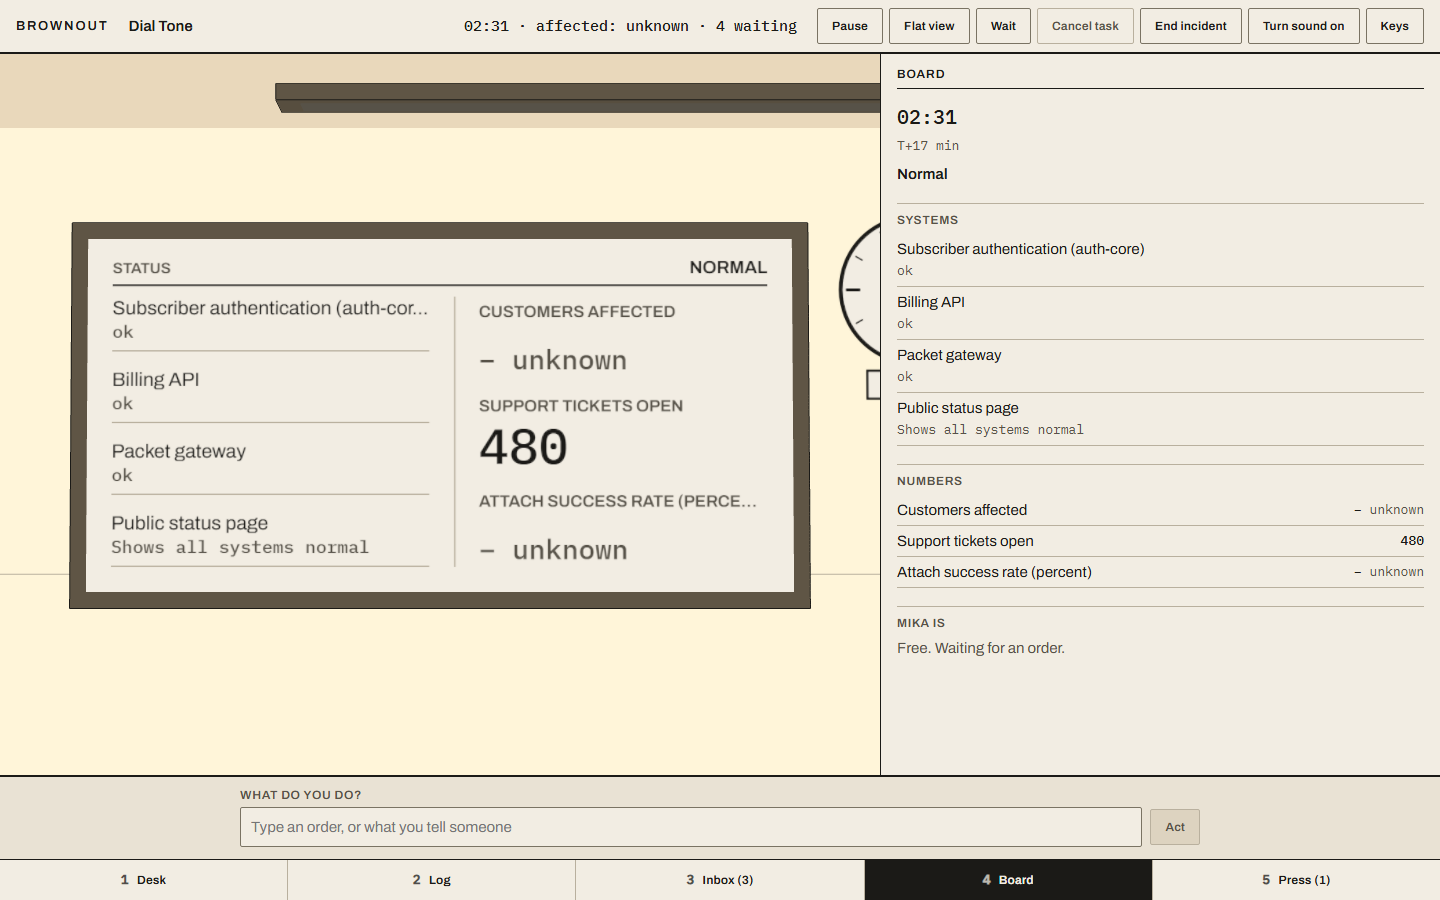 BROWNOUT Dial Tone 02:31 · affected: unknown · 4 waiting Pause Flat view Wait Cancel task End incident Turn sound on Keys
STATUS NORMAL
Subscriber authentication (auth-cor...
ok
Billing API
ok
Packet gateway
ok
Public status page
Shows all systems normal
CUSTOMERS AFFECTED
– unknown
SUPPORT TICKETS OPEN
480
ATTACH SUCCESS RATE (PERCE...
– unknown
BOARD
02:31
T+17 min
Normal
SYSTEMS
Subscriber authentication (auth-core)
ok
Billing API
ok
Packet gateway
ok
Public status page
Shows all systems normal
NUMBERS
Customers affected – unknown
Support tickets open 480
Attach success rate (percent) – unknown
MIKA IS
Free. Waiting for an order.
WHAT DO YOU DO?
Type an order, or what you tell someone Act
1 Desk 2 Log 3 Inbox (3) 4 Board 5 Press (1)